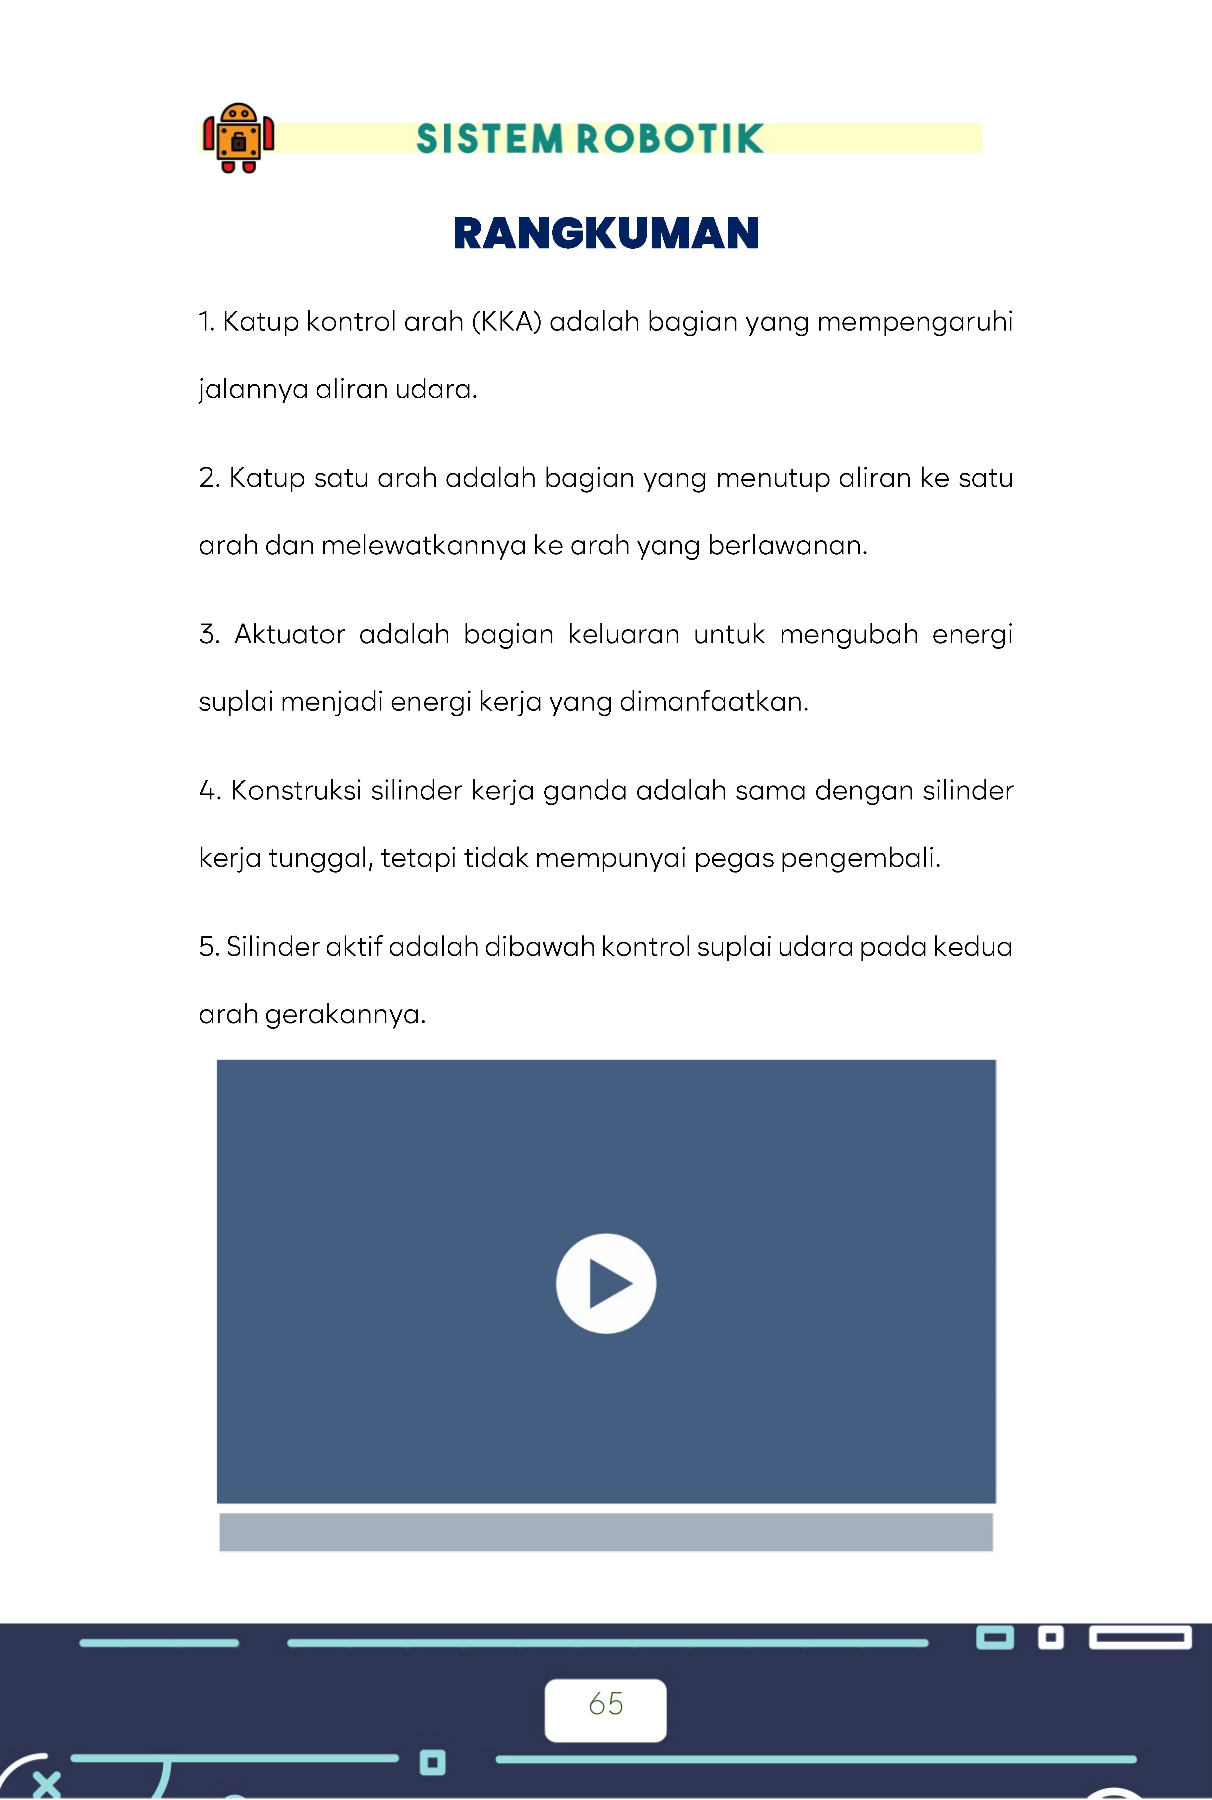 SISTEM ROBOTIK
RANGKUMAN
1. Katup kontrol arah (KKA) adalah bagian yang mempengaruhi
jalannya aliran udara.
2. Katup satu arah adalah bagian yang menutup aliran ke satu
arah dan melewatkannya ke arah yang berlawanan.
3. Aktuator adalah bagian keluaran untuk mengubah energi
suplai menjadi energi kerja yang dimanfaatkan.
4. Konstruksi silinder kerja ganda adalah sama dengan silinder
kerja tunggal, tetapi tidak mempunyai pegas pengembali.
5. Silinder aktif adalah dibawah kontrol suplai udara pada kedua
arah gerakannya.
65